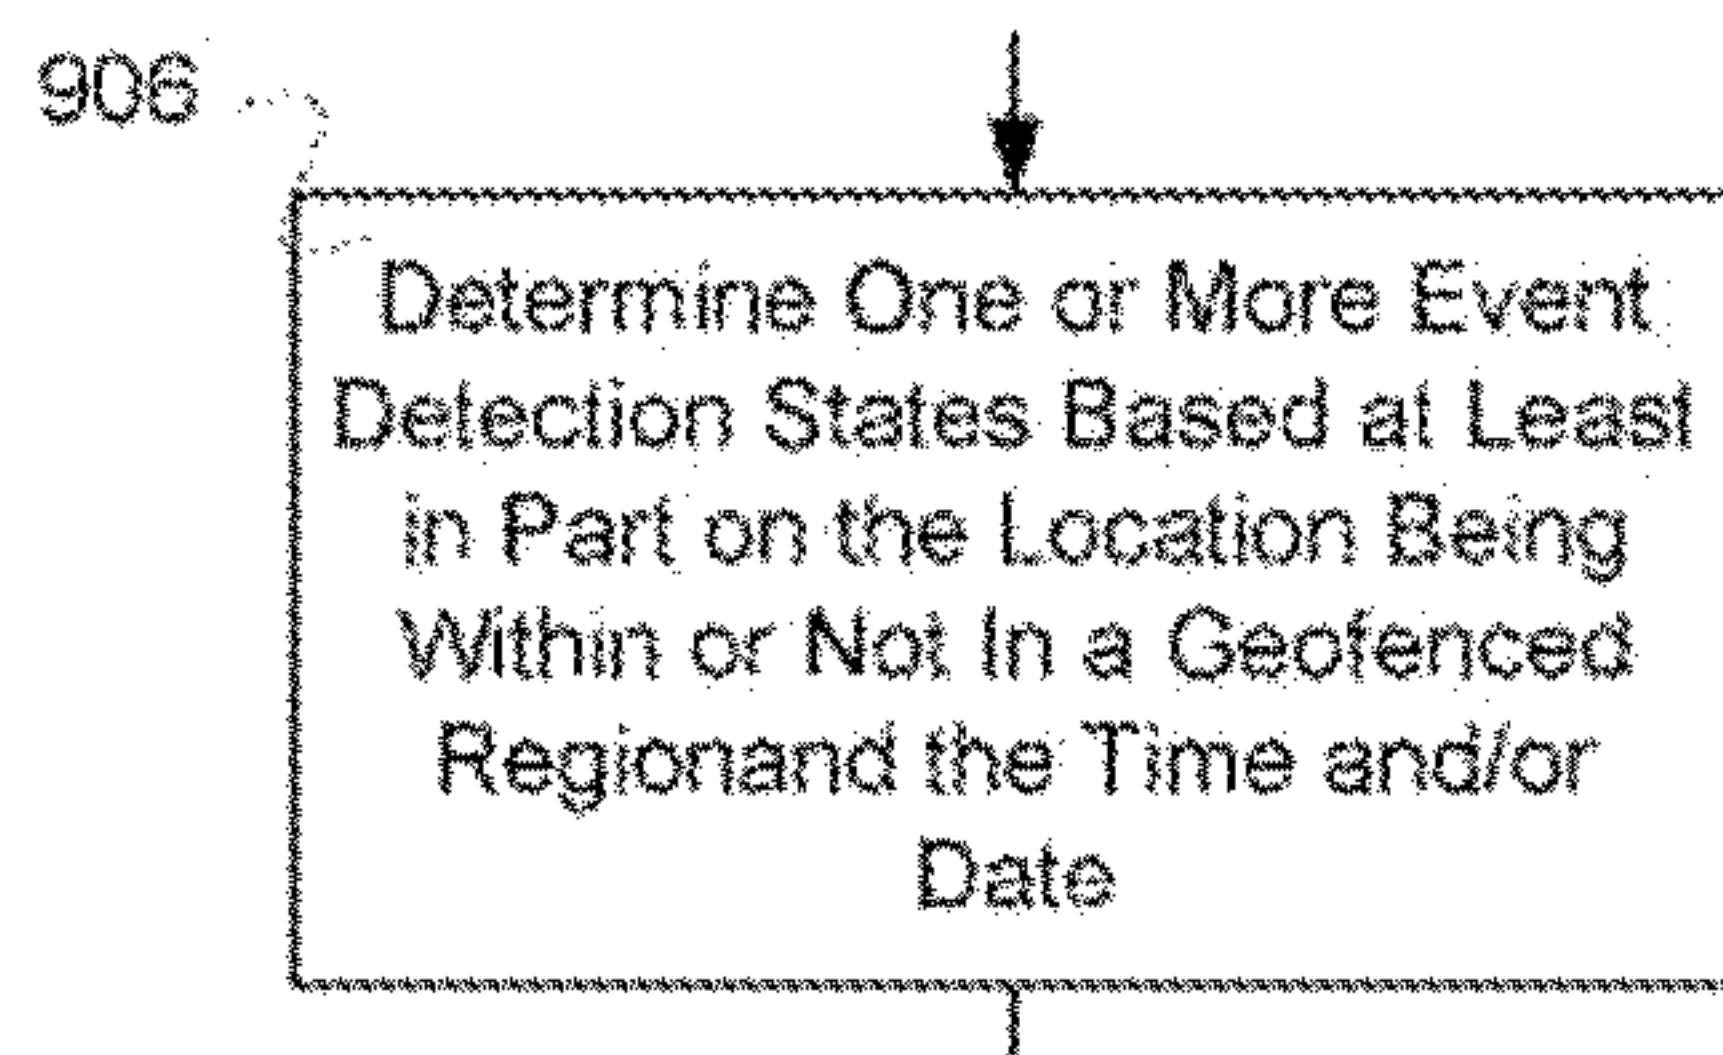 906
Determine One or More Event
Detection States Based at Least
in Part on the Location Being
Within or Not In a Geofenced
Regionand the Time and/or
Date